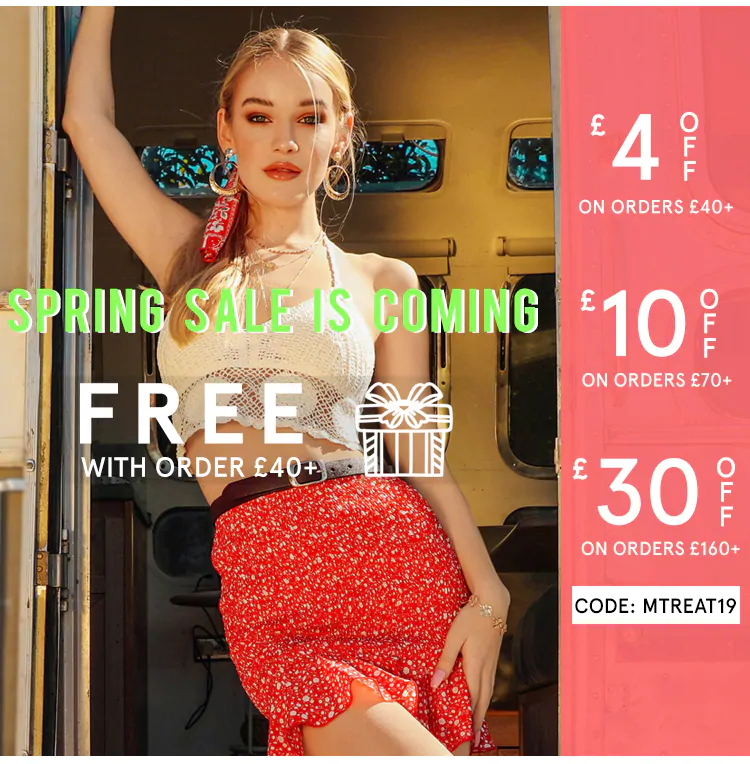 SPRING SALE IS COMING
FREE
WITH ORDER £40+
£4 OFF
ON ORDERS £40+
£10 OFF
ON ORDERS £70+
£30 OFF
ON ORDERS £160+
CODE: MTREAT19